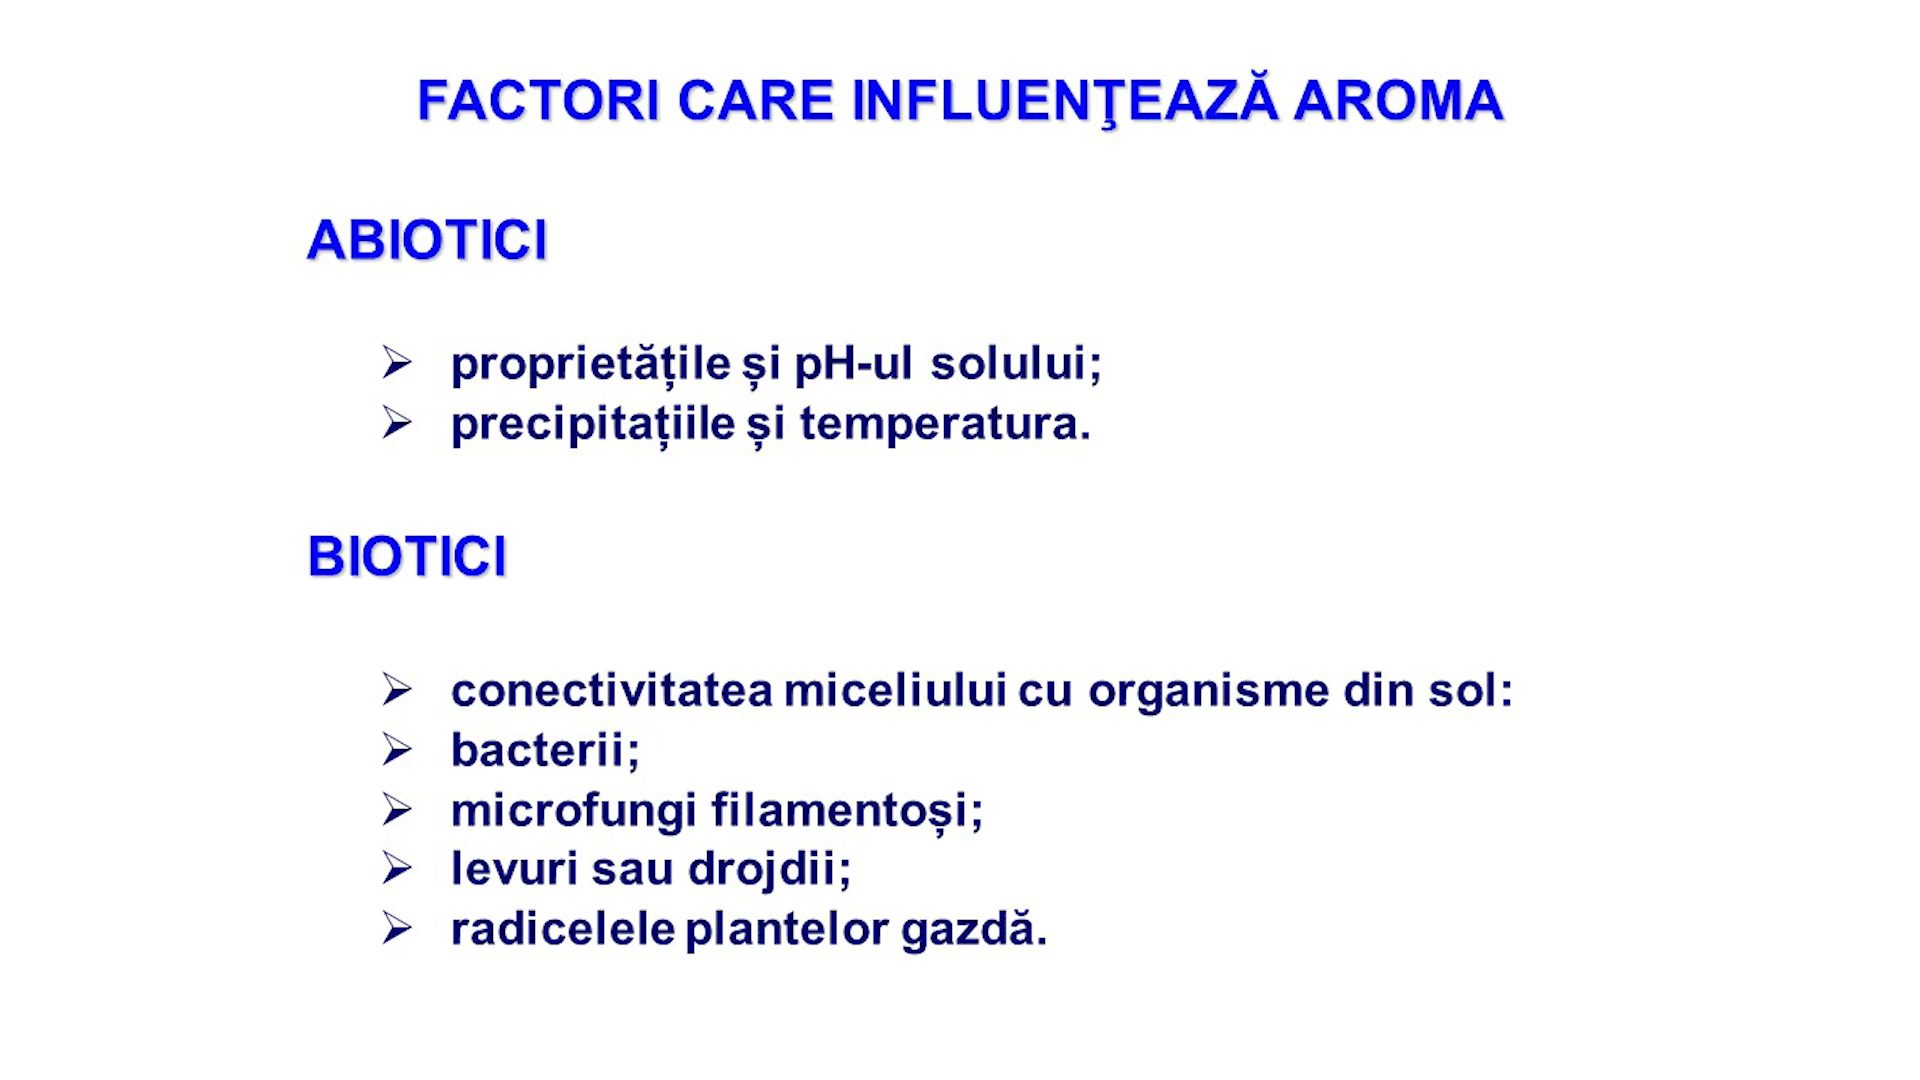 FACTORI CARE INFLUENŢEAZĂ AROMA
ABIOTICI
➢ proprietățile și pH-ul solului;
➢ precipitațiile și temperatura.
BIOTICI
➢ conectivitatea miceliului cu organisme din sol:
➢ bacterii;
➢ microfungi filamentoși;
➢ levuri sau drojdii;
➢ radicelele plantelor gazdă.